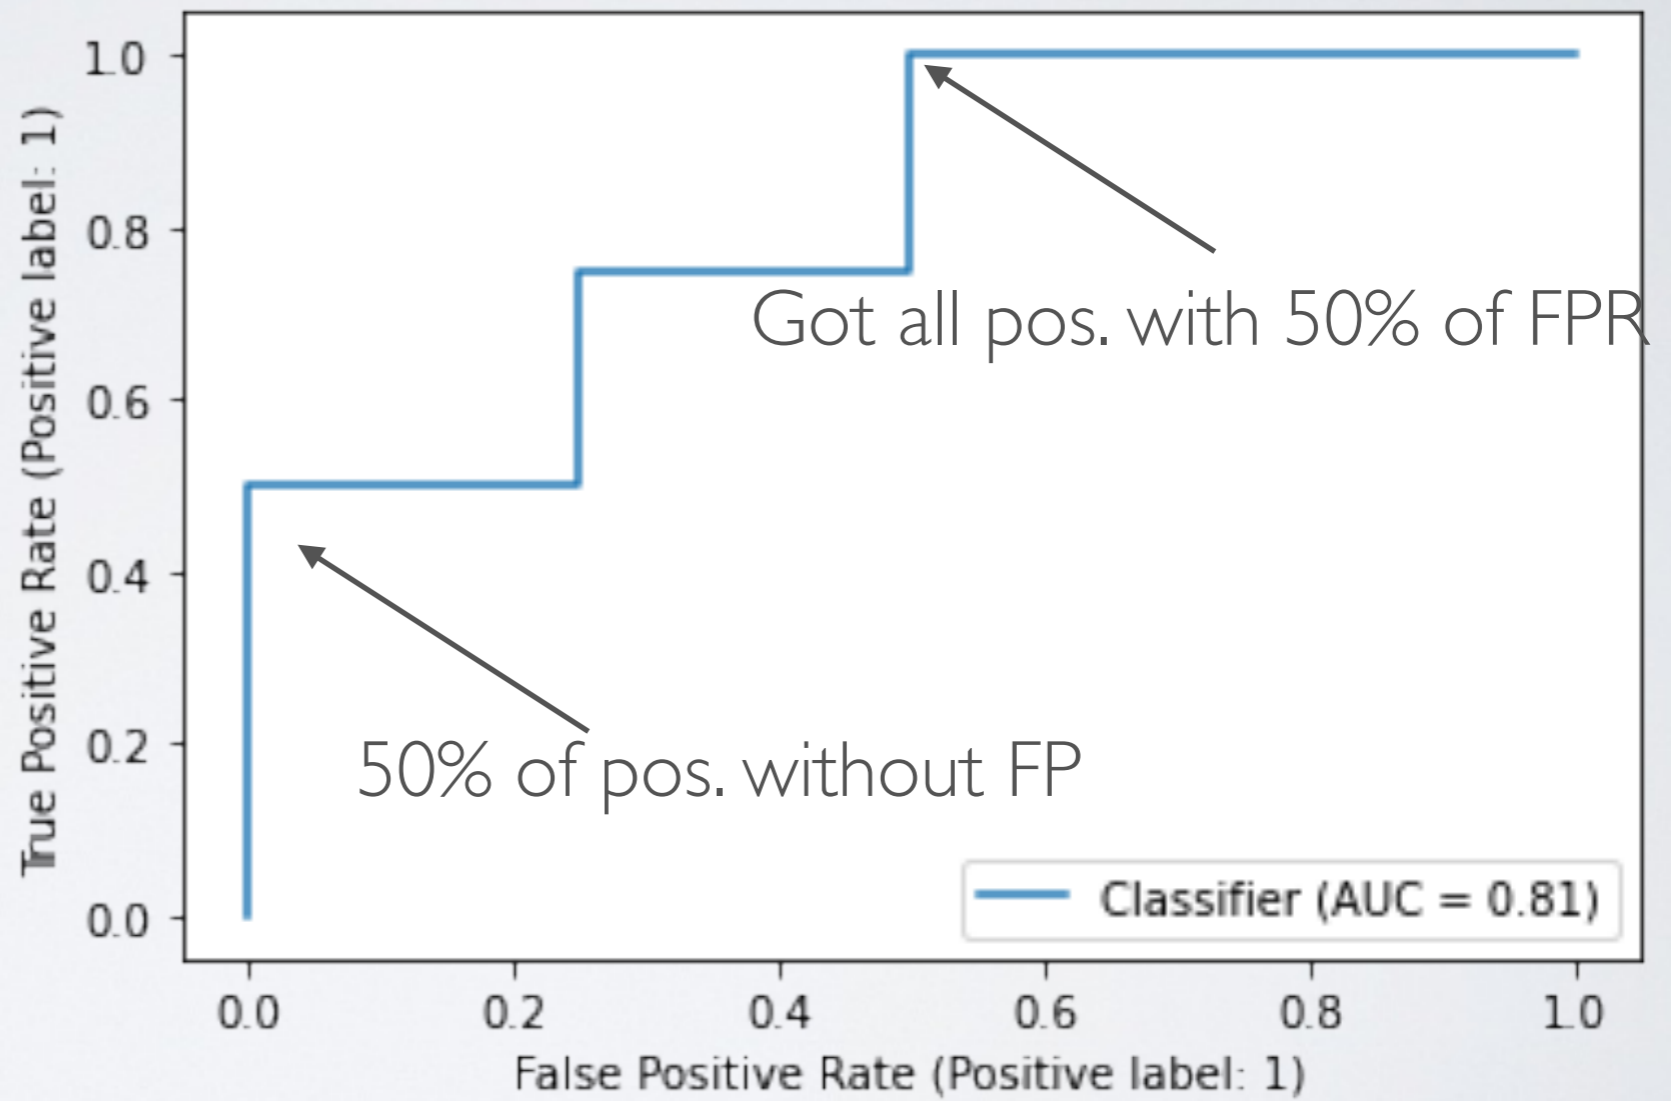 True Positive Rate (Positive label: 1)
1.0
0.8
0.6
0.4
0.2
0.0
Got all pos. with 50% of FPR
50% of pos. without FP
Classifier (AUC = 0.81)
0.0 0.2 0.4 0.6 0.8 1.0
False Positive Rate (Positive label: 1)